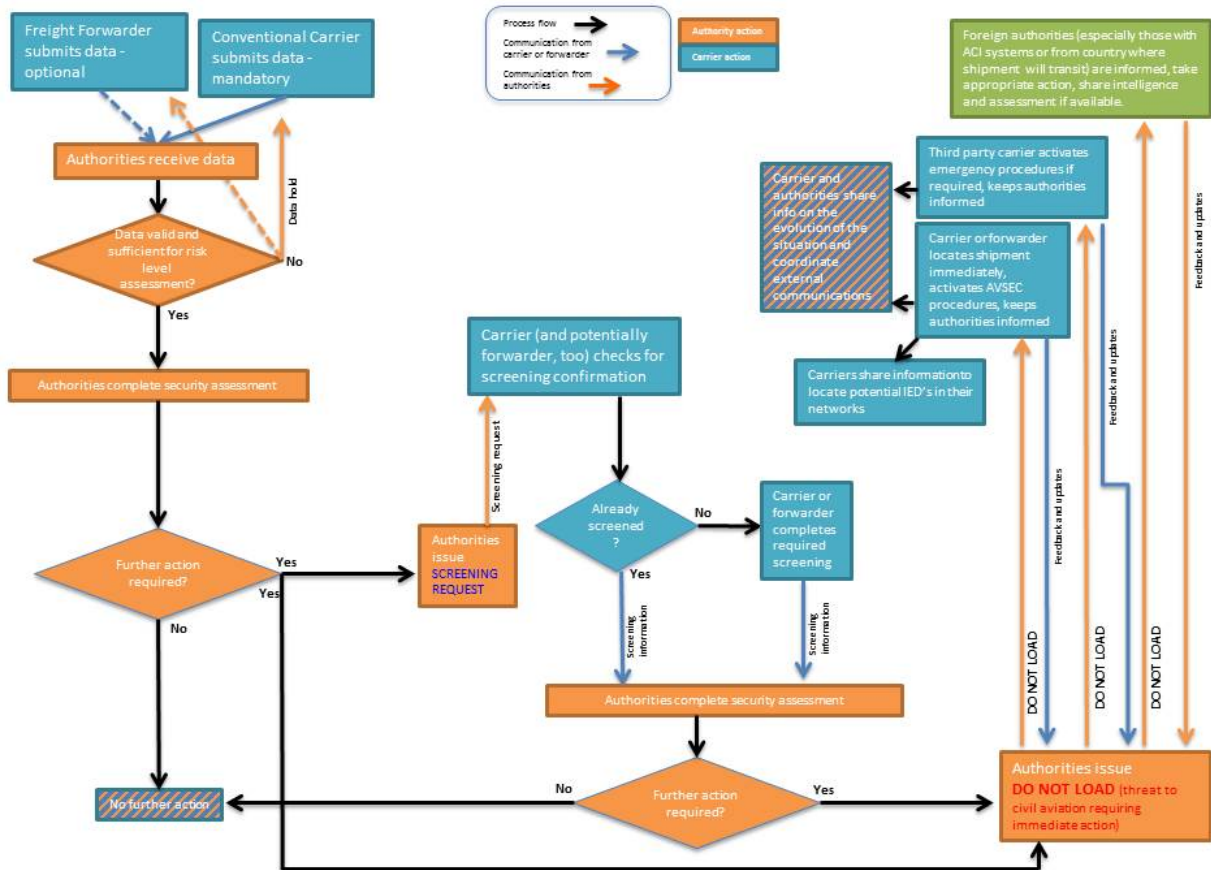 Freight Forwarder
submits data -
optional
Conventional Carrier
submits data -
mandatory
Process flow
Communication from
carrier or forwarder
Communication from
authorities
Authority action
Carrier action
Foreign authorities (especially those with
ACI systems or from country where
shipment will transit) are informed, take
appropriate action, share intelligence
and assessment if available.
Authorities receive data
Data hold
Data valid and
sufficient for risk
level
assessment?
No
Yes
Third party carrier activates
emergency procedures if
required, keeps authorities
informed
Carrier and
authorities share
info on the
evolution of the
situation and
coordinate
external
communications
Carrier or forwarder
locates shipment
immediately,
activates AVSEC
procedures, keeps
authorities informed
Feedback and updates
Carriers share informationto
locate potential IED's in their
networks
Feedback and updates
Feedback and updates
Authorities complete security assessment
Carrier (and potentially
forwarder, too) checks for
screening confirmation
Screening request
Already
screened
?
No
Yes
Carrier or
forwarder
completes
required
screening
Further action
required?
Yes
Yes
No
Authorities
issue
SCREENING
REQUEST
Screening
information
Screening
information
DO NOT LOAD
DO NOT LOAD
DO NOT LOAD
Authorities complete security assessment
Further action
required?
No
Yes
No further action
Authorities issue
DO NOT LOAD (threat to
civil aviation requiring
immediate action)